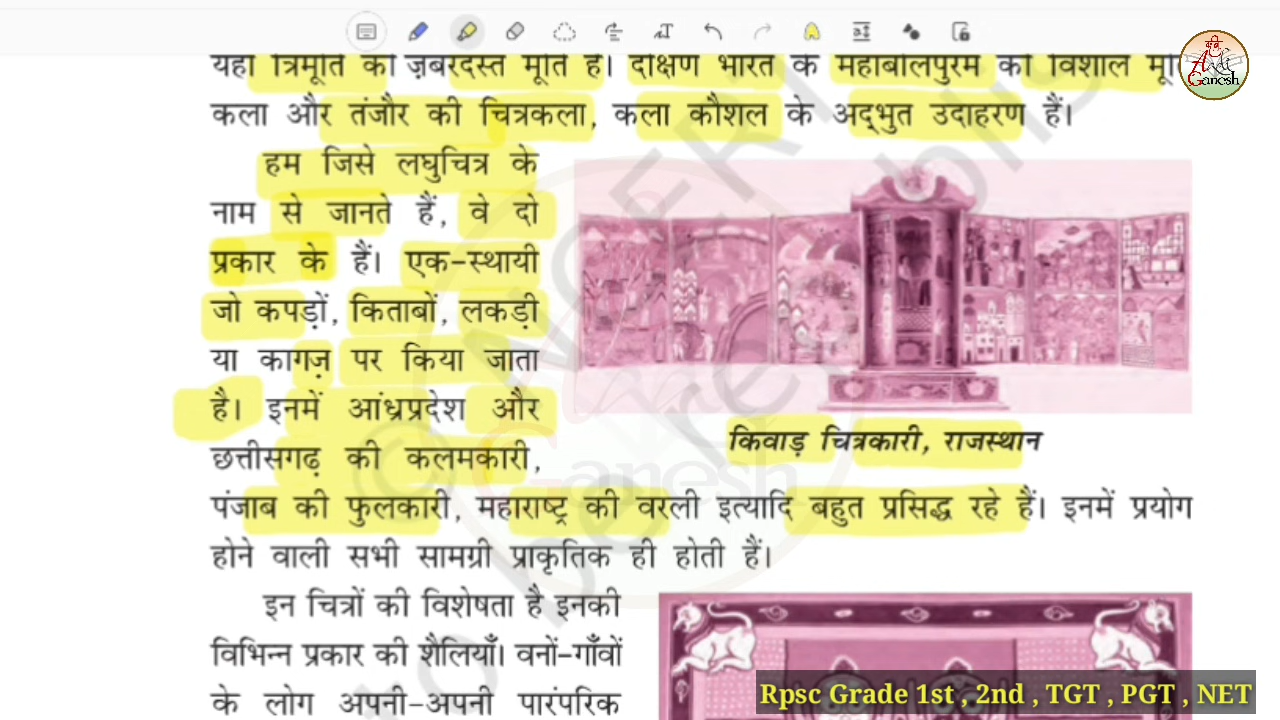 यहाँ त्रिमूर्ति की ज़बरदस्त मूर्ति है। दक्षिण भारत के महाबलिपुरम की विशाल
कला और तंजौर की चित्रकला, कला कौशल के अद्भुत उदाहरण हैं।
हम जिसे लघुचित्र के
नाम से जानते हैं, वे दो
प्रकार के हैं। एक-स्थायी
जो कपड़ों, किताबों, लकड़ी
या कागज़ पर किया जाता
है। इनमें आंध्रप्रदेश और
छत्तीसगढ़ की कलमकारी,
किवाड़ चित्रकारी, राजस्थान
पंजाब की फुलकारी, महाराष्ट्र की वरली इत्यादि बहुत प्रसिद्ध रहे हैं। इनमें प्रयोग
होने वाली सभी सामग्री प्राकृतिक ही होती हैं।
इन चित्रों की विशेषता है इनकी
विभिन्न प्रकार की शैलियाँ। वनों-गाँवों
के लोग अपनी-अपनी पारंपरिक
Rpsc Grade 1st , 2nd , TGT , PGT , NET
Ganesh
© NCERT